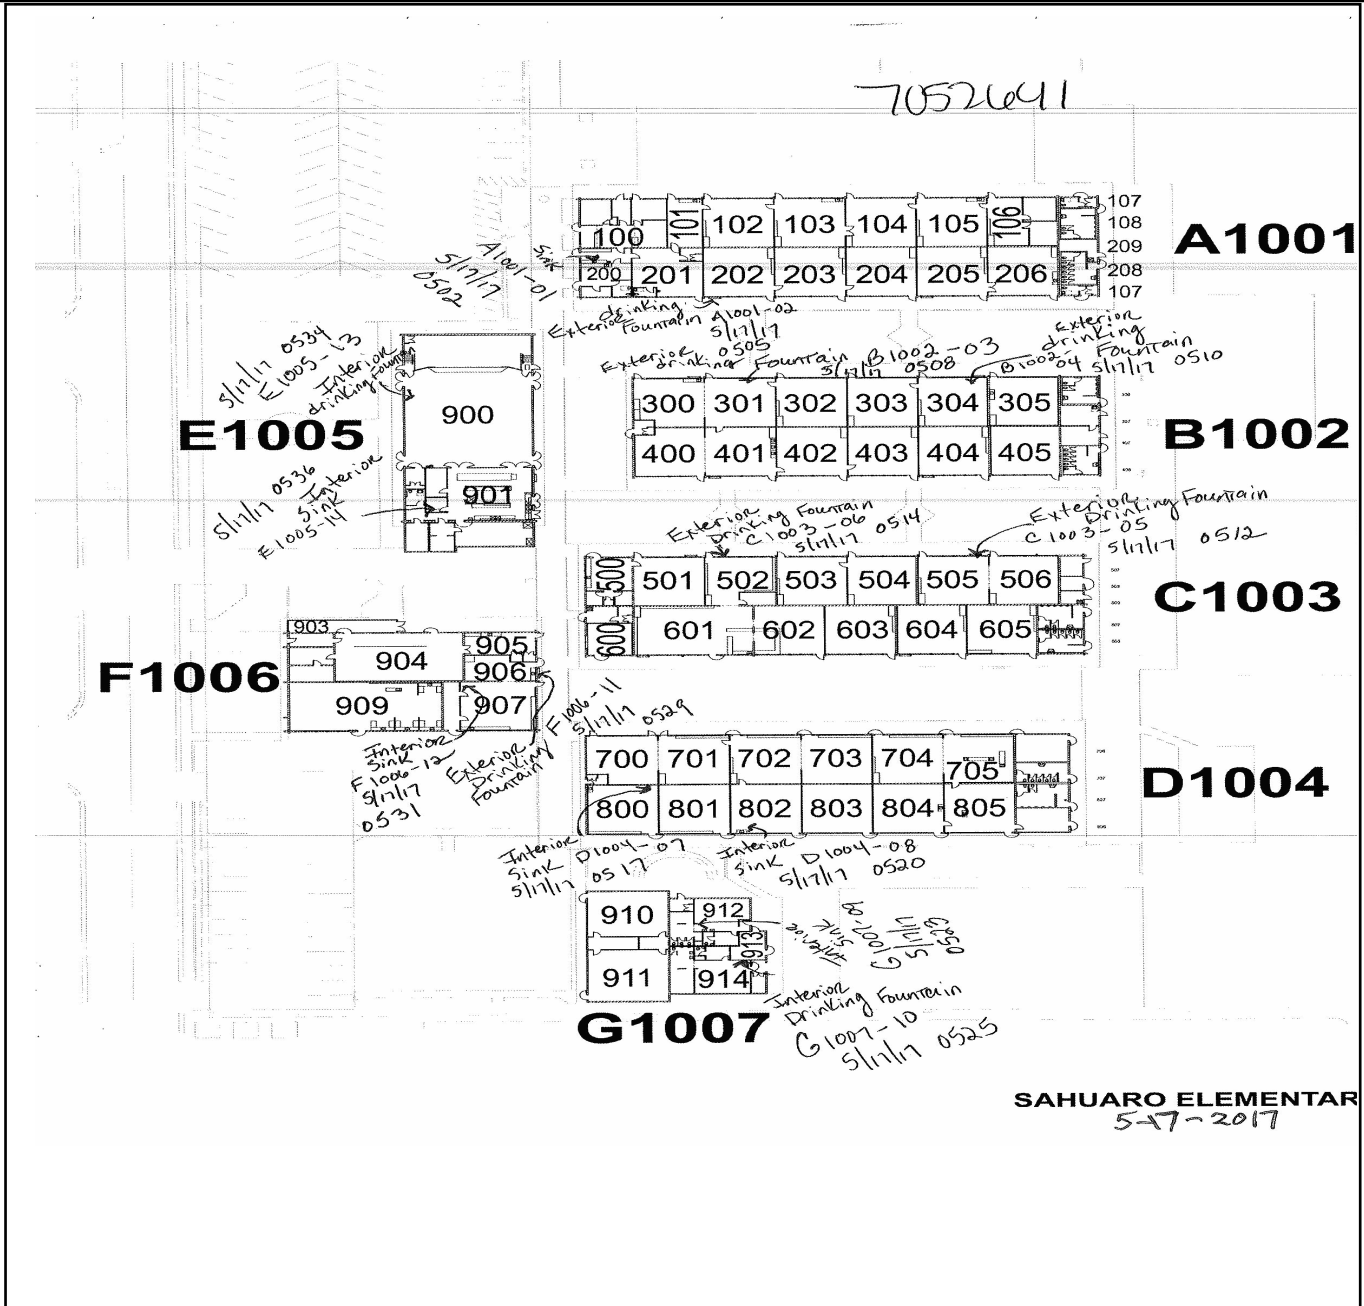 7052641
107
108
209
208
107
A1001
100
101
102
103
104
105
106
200
201
202
203
204
205
206
Sink
A1001-01
5/17/17
0502
Exterior drinking Fountain A1001-02
5/17/17
0505
Exterior drinking Fountain B1002-03
5/17/17 0508
Exterior drinking Fountain
B1002-04 5/17/17 0510
300
301
302
303
304
305
400
401
402
403
404
405
B1002
5/17/17 0534
E1005-13
Interior
drinking Fountain
900
E1005
901
5/17/17 0536
Interior
Sink
E1005-14
Exterior
Drinking Fountain
C1003-06
5/17/17 0514
Exterior
Drinking Fountain
C1003-05
5/17/17 0512
500
501
502
503
504
505
506
600
601
602
603
604
605
C1003
903
904
905
906
907
909
F1006
Interior
Sink
F1006-12
5/17/17
0531
Exterior
Drinking
Fountain
F1006-11
5/17/17 0529
700
701
702
703
704
705
800
801
802
803
804
805
D1004
Interior
Sink D1004-07
5/17/17 0517
Interior
Sink D1004-08
5/17/17 0520
910
911
912
913
914
G1007
Interior
Sink
G1007-09
5/17/17
0523
Interior
Drinking Fountain
G1007-10
5/17/17 0525
SAHUARO ELEMENTAR
5-17-2017